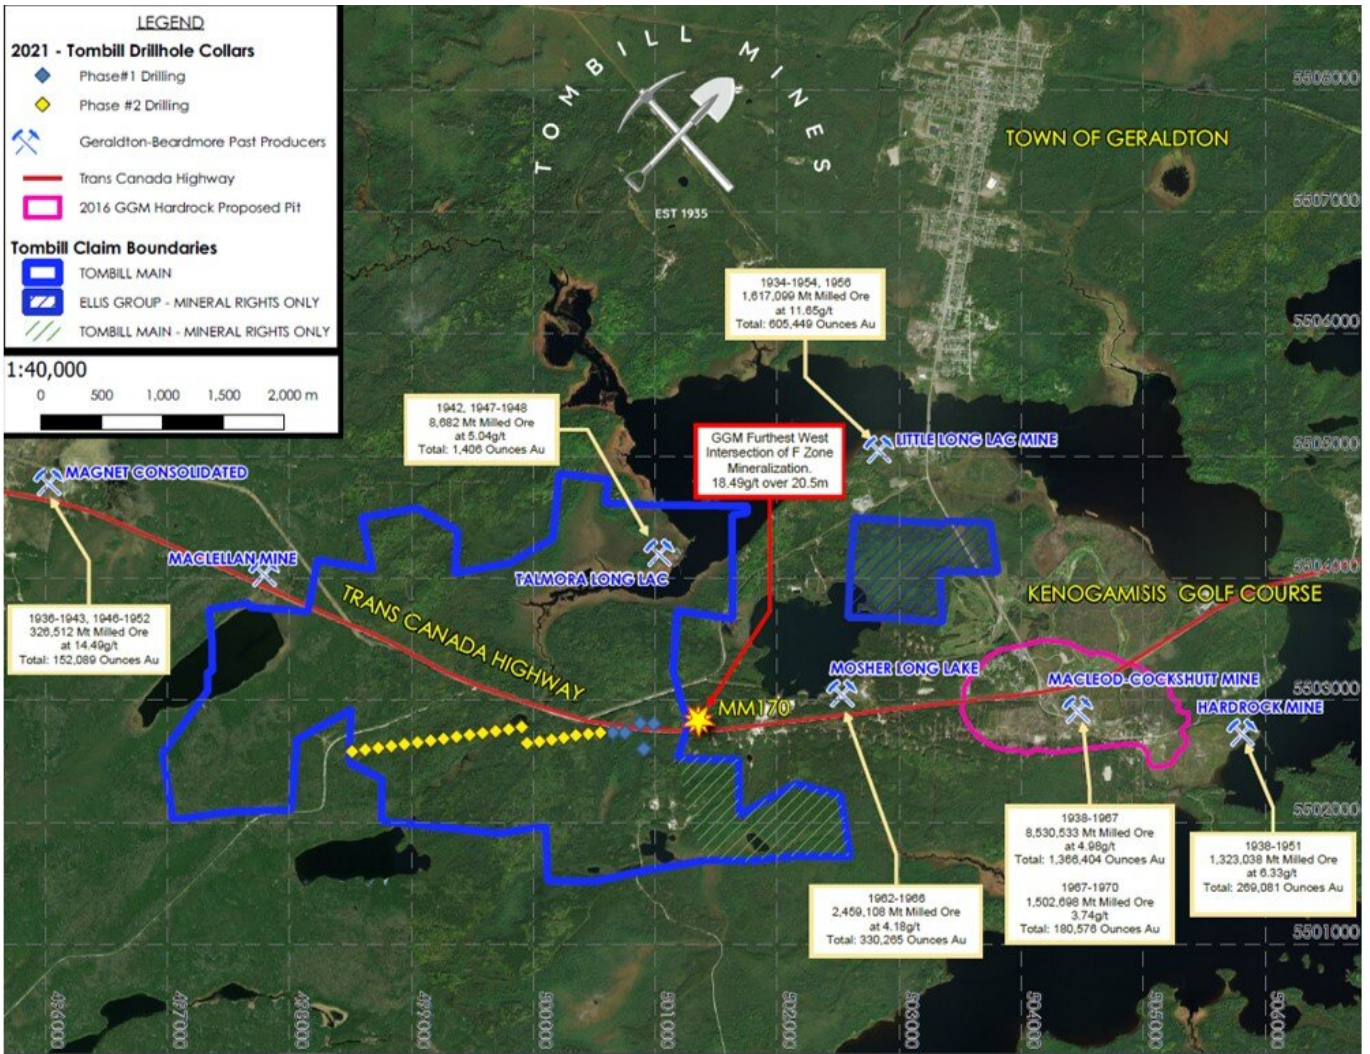 LEGEND
2021 - Tombill Drillhole Collars
Phase#1 Drilling
Phase #2 Drilling
Geraldton-Beardmore Past Producers
Trans Canada Highway
2016 GGM Hardrock Proposed Pit
Tombill Claim Boundaries
TOMBILL MAIN
ELLIS GROUP - MINERAL RIGHTS ONLY
TOMBILL MAIN - MINERAL RIGHTS ONLY
1:40,000
0 500 1,000 1,500 2,000 m
TOMBILL MINES
EST 1935
TOWN OF GERALDTON
5508000
5507000
5506000
5505000
5504000
5503000
5502000
5501000
1934-1954, 1956
1,617,099 Mt Milled Ore
at 11.65g/t
Total: 605,449 Ounces Au
1942, 1947-1948
8,682 Mt Milled Ore
at 5.04g/t
Total: 1,406 Ounces Au
GGM Furthest West
Intersection of F Zone
Mineralization.
18.49g/t over 20.5m
LITTLE LONG LAC MINE
MAGNET CONSOLIDATED
MACLELLAN MINE
TALMORA LONG LAC
TRANS CANADA HIGHWAY
KENOGAMISIS GOLF COURSE
1936-1943, 1946-1952
326,512 Mt Milled Ore
at 14.49g/t
Total: 152,089 Ounces Au
MOSHER LONG LAKE
MACLEOD-COCKSHUTT MINE
HARDROCK MINE
MM170
1938-1967
8,530,533 Mt Milled Ore
at 4.98g/t
Total: 1,366,404 Ounces Au
1967-1970
1,502,698 Mt Milled Ore
3.74g/t
Total: 180,576 Ounces Au
1938-1951
1,323,038 Mt Milled Ore
at 6.33g/t
Total: 269,081 Ounces Au
1962-1966
2,459,108 Mt Milled Ore
at 4.18g/t
Total: 330,265 Ounces Au
496000
497000
498000
499000
500000
501000
502000
503000
504000
505000
506000